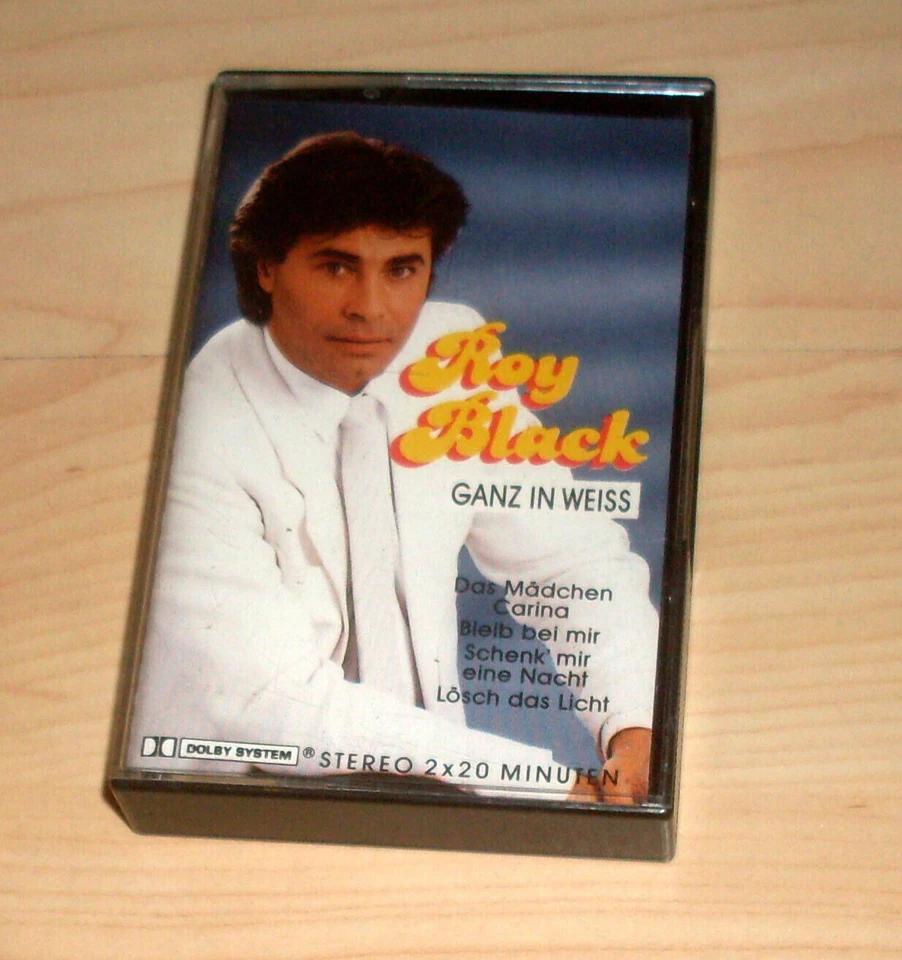 Roy
Black
GANZ IN WEISS
Das Mädchen
Carina
Bleib bei mir
Schenk' mir
eine Nacht
Lösch das Licht
DOLBY SYSTEM ® STEREO 2x20 MINUTEN